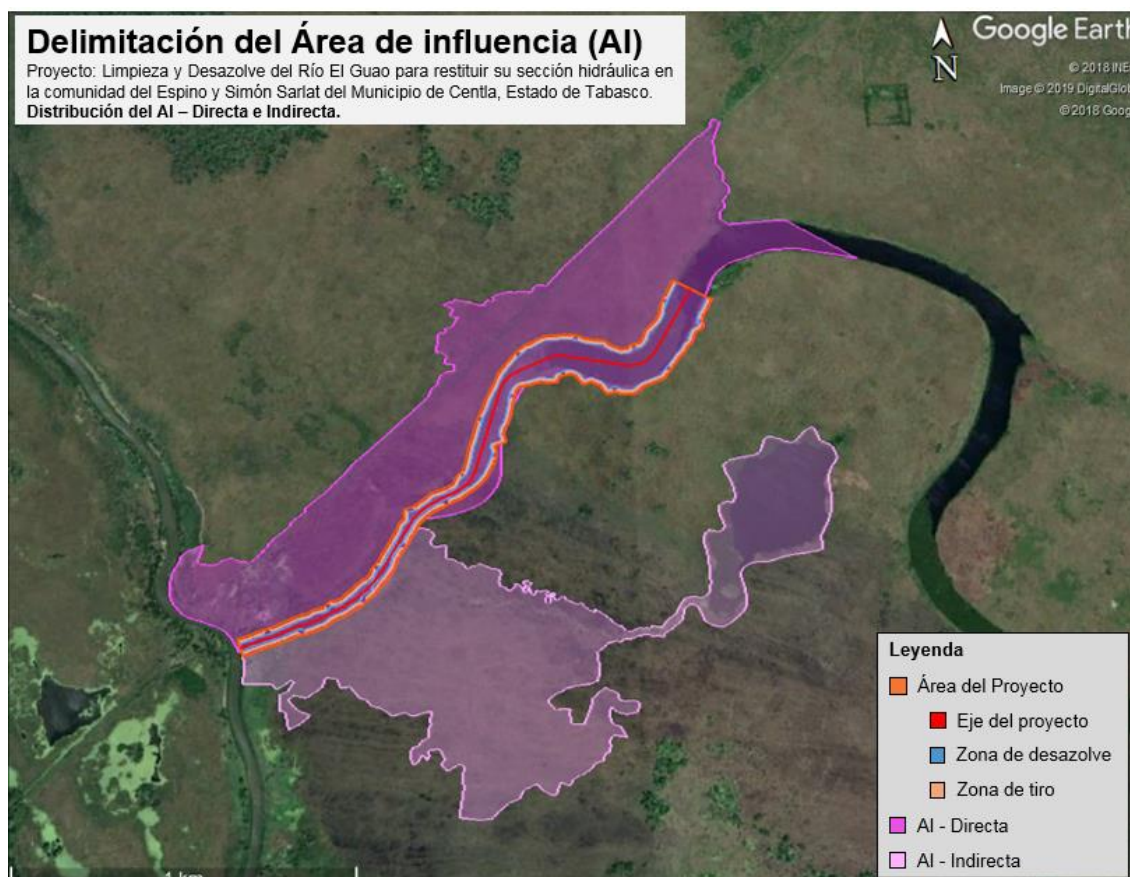 Delimitación del Área de influencia (AI)
Proyecto: Limpieza y Desazolve del Río El Guao para restituir su sección hidráulica en
la comunidad del Espino y Simón Sarlat del Municipio de Centla, Estado de Tabasco.
Distribución del AI – Directa e Indirecta.
Google Earth
© 2018 INE
Image © 2019 DigitalGlob
© 2018 Goog
N
Leyenda
Área del Proyecto
Eje del proyecto
Zona de desazolve
Zona de tiro
AI - Directa
AI - Indirecta
1 km